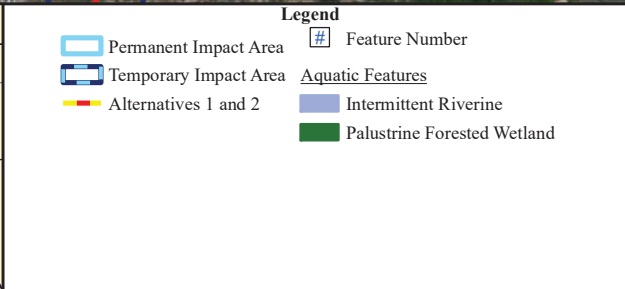 Legend
Permanent Impact Area
Temporary Impact Area
Alternatives 1 and 2
# Feature Number
Aquatic Features
Intermittent Riverine
Palustrine Forested Wetland